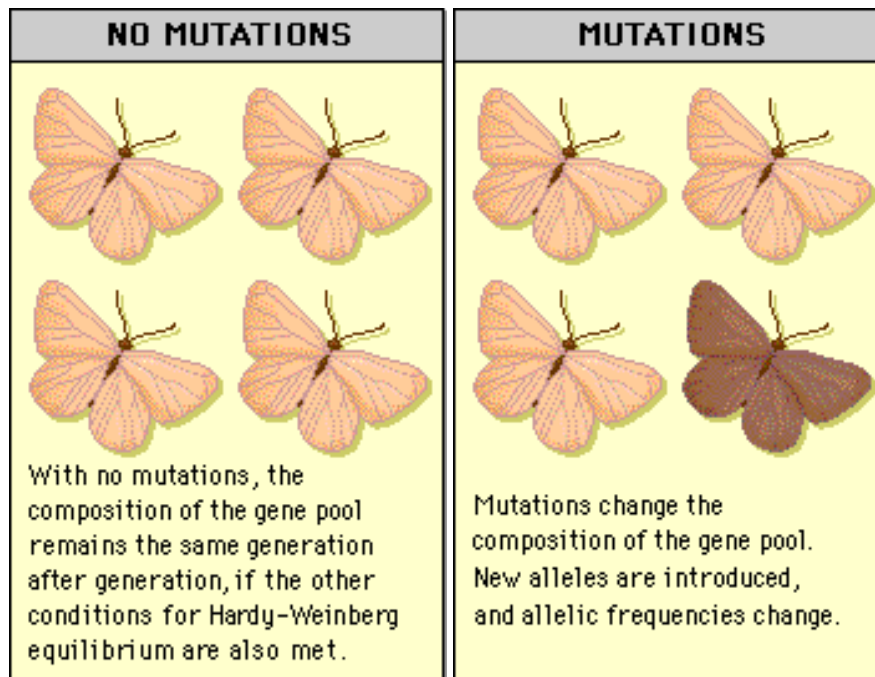 NO MUTATIONS
With no mutations, the
composition of the gene pool
remains the same generation
after generation, if the other
conditions for Hardy-Weinberg
equilibrium are also met.
MUTATIONS
Mutations change the
composition of the gene pool.
New alleles are introduced,
and allelic frequencies change.